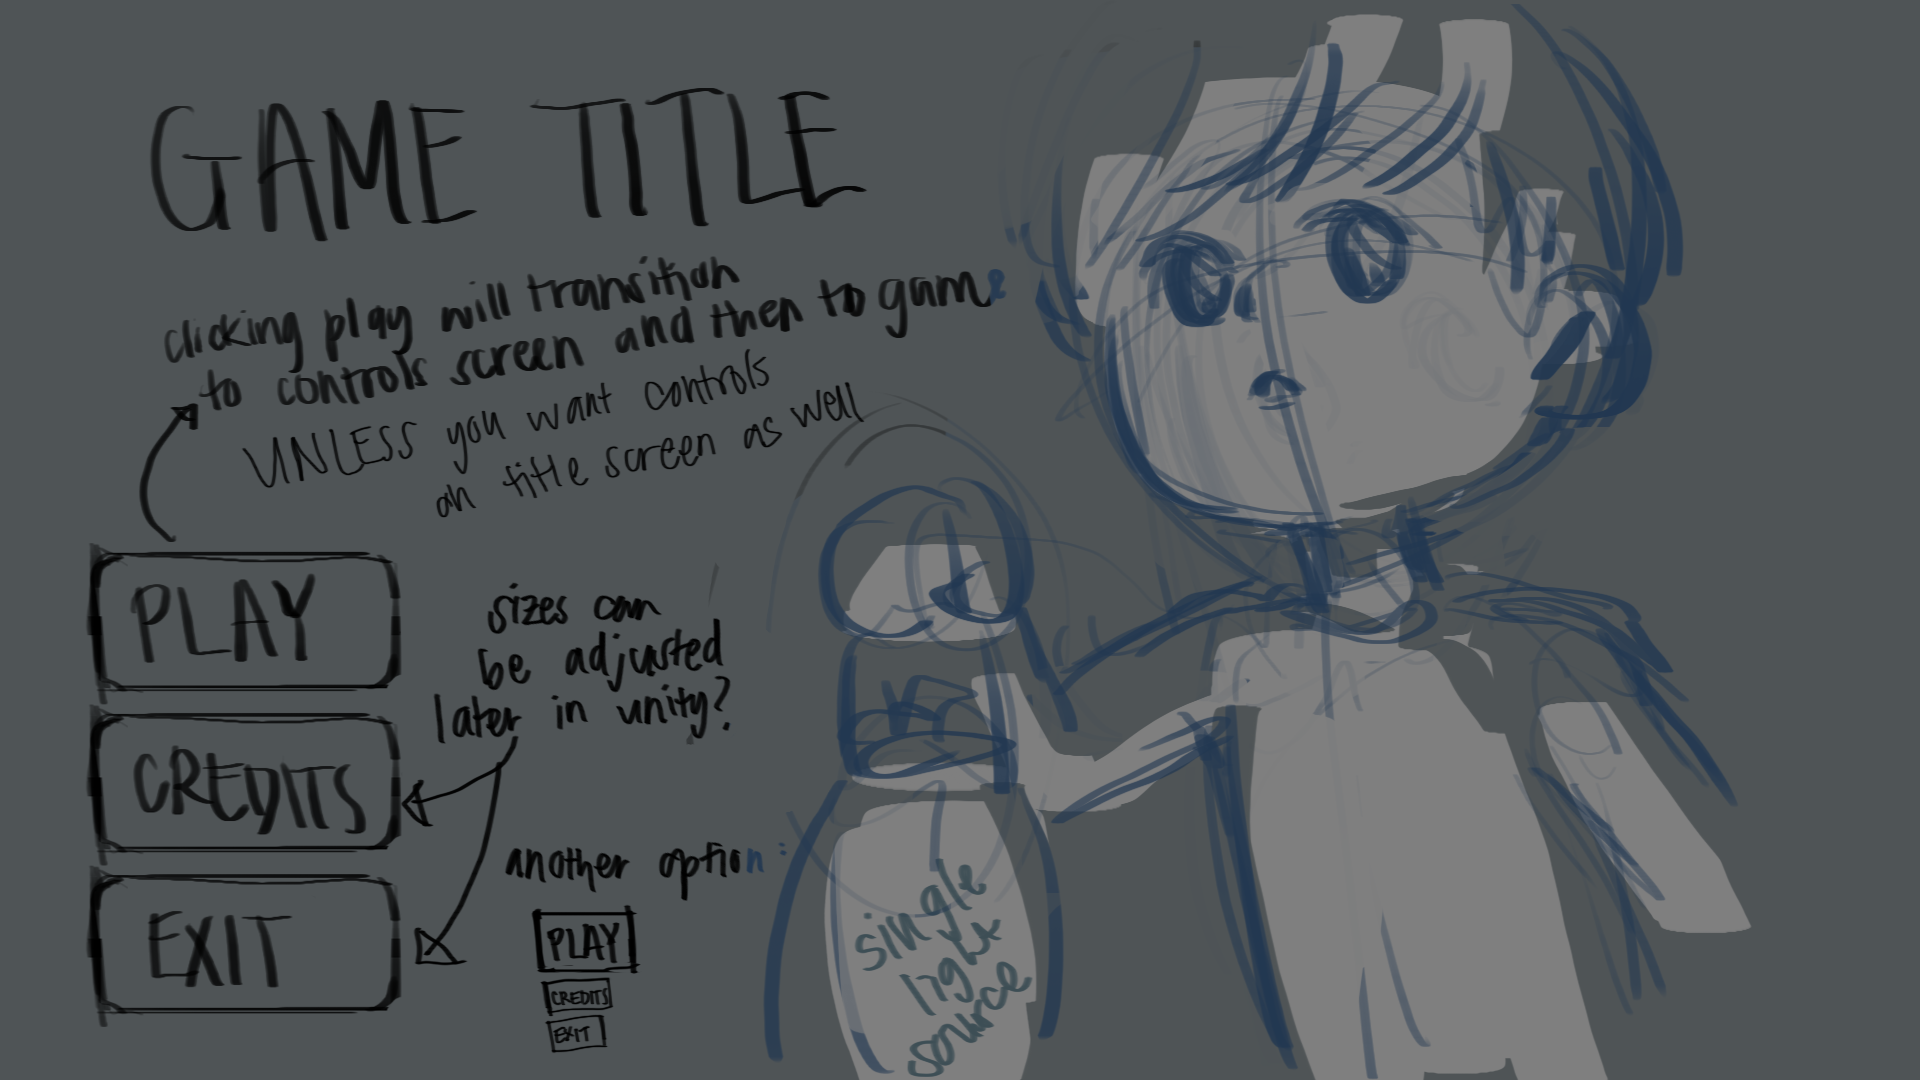 GAME TITLE
clicking play will transition
to controls screen and then to game
UNLESS you want controls
on title screen as well
PLAY
CREDITS
EXIT
sizes can
be adjusted
later in unity?
another option:
PLAY
CREDITS
EXIT
single
light
source